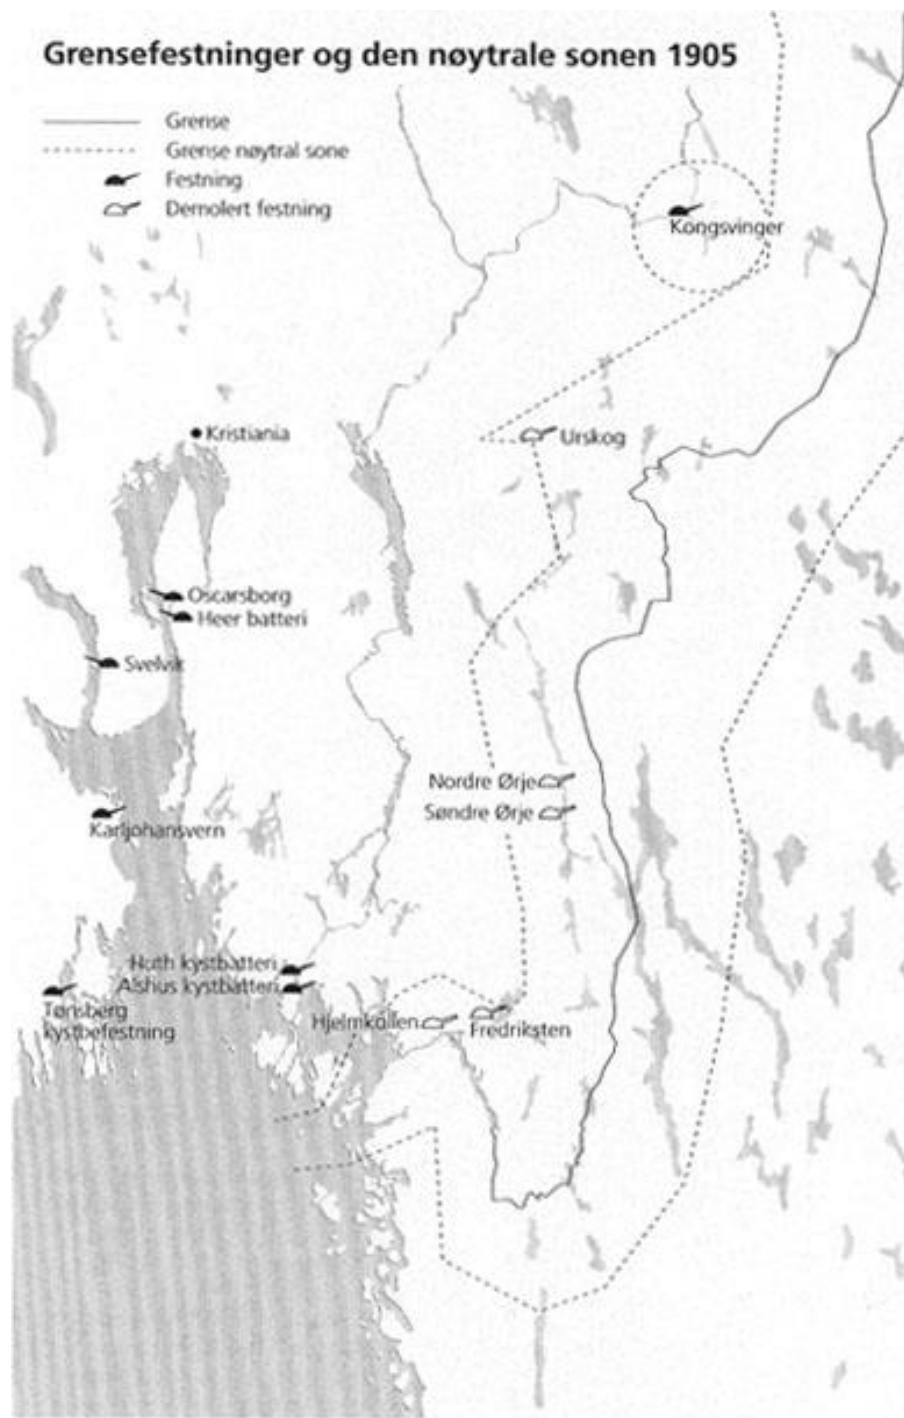 Grensefestninger og den nøytrale sonen 1905
Grense
Grense nøytral sone
Festning
Demolert festning
Kongsvinger
Kristiania
Urskog
Oscarsborg
Heer batteri
Svelvik
Nordre Ørje
Søndre Ørje
Karljohansvern
Huth kystbatteri
Alshus kystbatteri
Tønsberg
kystbefestning
Hjelmkollen
Fredriksten